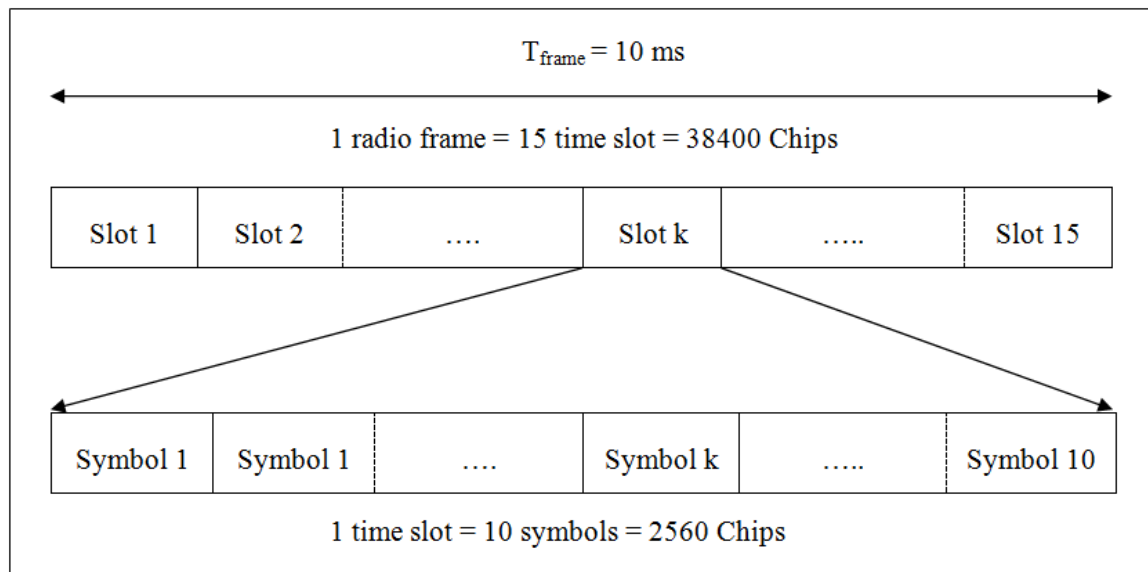 T_frame = 10 ms
1 radio frame = 15 time slot = 38400 Chips
Slot 1 Slot 2 .... Slot k ..... Slot 15
Symbol 1 Symbol 1 .... Symbol k ..... Symbol 10
1 time slot = 10 symbols = 2560 Chips